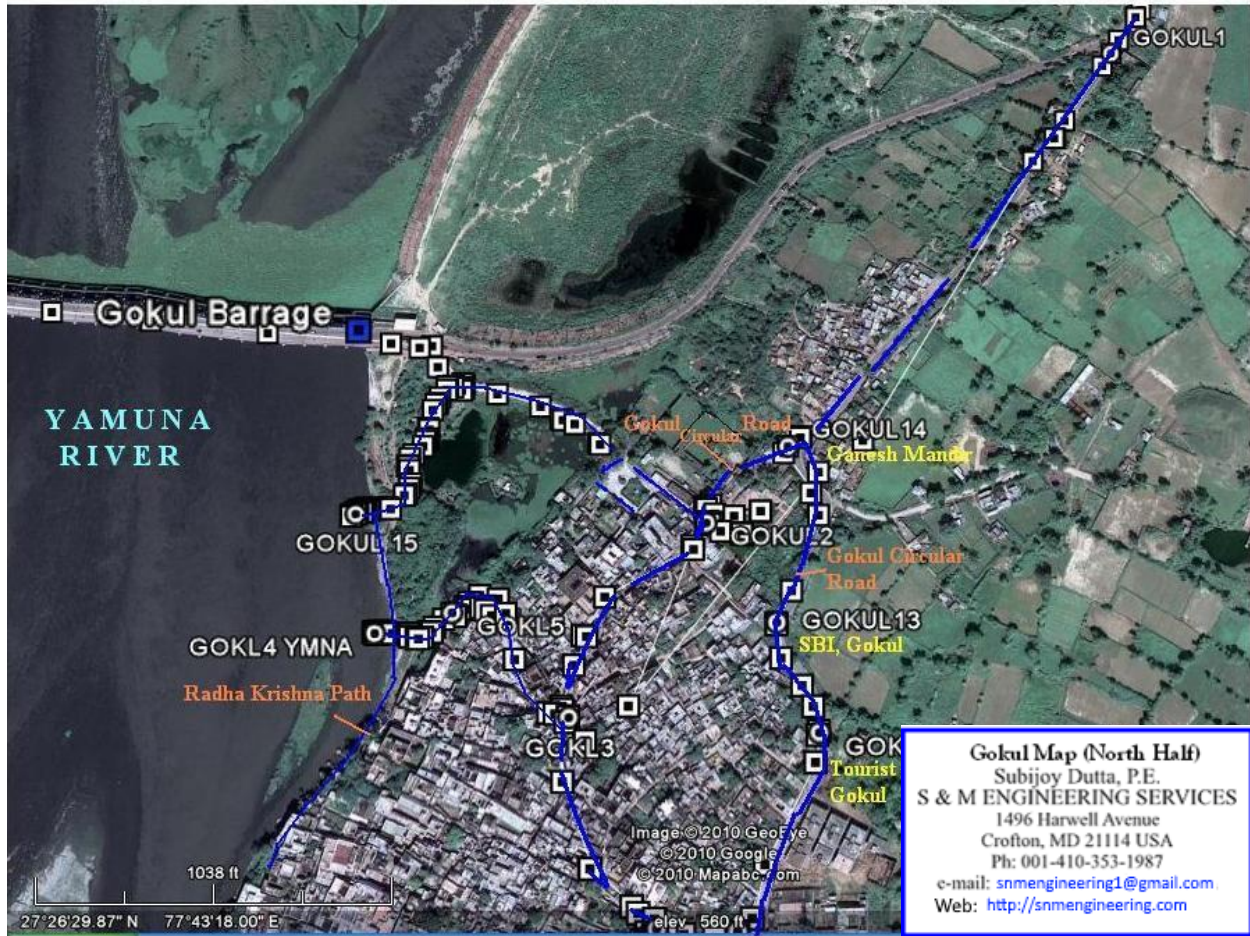 GOKUL1
Gokul Barrage
YAMUNA
RIVER
Gokul Circular Road
GOKUL14
Ganesh Mandir
GOKUL2
GOKUL 15
Gokul Circular
Road
GOKUL13
SBI, Gokul
GOKL5
GOKL4 YMNA
Radha Krishna Path
GOKL3
GOK
Tourist
Gokul
Gokul Map (North Half)
Subijoy Dutta, P.E.
S & M ENGINEERING SERVICES
1496 Harwell Avenue
Crofton, MD 21114 USA
Ph: 001-410-353-1987
e-mail: snmengineering1@gmail.com
Web: http://snmengineering.com
Image © 2010 GeoEye
© 2010 Google
© 2010 Mapabc.com
1038 ft
27°26'29.87" N 77°43'18.00" E
elev 560 ft